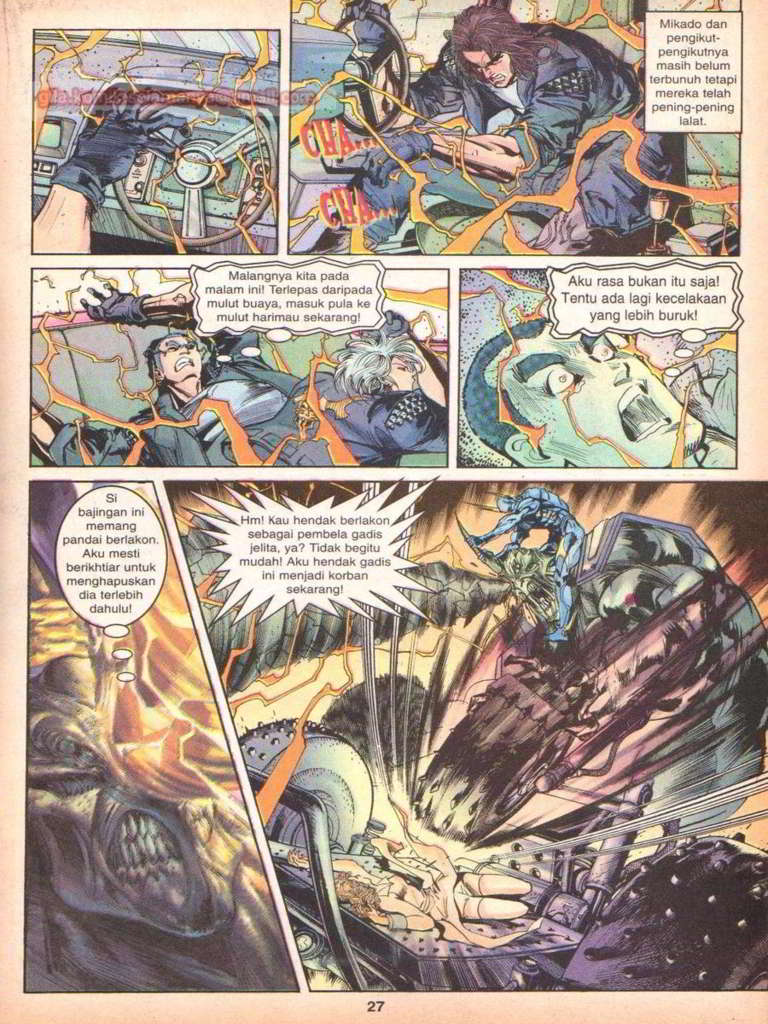 Mikado dan
pengikut-
pengikutnya
masih belum
terbunuh tetapi
mereka telah
pening-pening
lalat.
CHA...
CHA...
Malangnya kita pada
malam ini! Terlepas daripada
mulut buaya, masuk pula ke
mulut harimau sekarang!
Aku rasa bukan itu saja!
Tentu ada lagi kecelakaan
yang lebih buruk!
Si
bajingan ini
memang
pandai berlakon.
Aku mesti
berikhtiar untuk
menghapuskan
dia terlebih
dahulu!
Hm! Kau hendak berlakon
sebagai pembela gadis
jelita, ya? Tidak begitu
mudah! Aku hendak gadis
ini menjadi korban
sekarang!
27